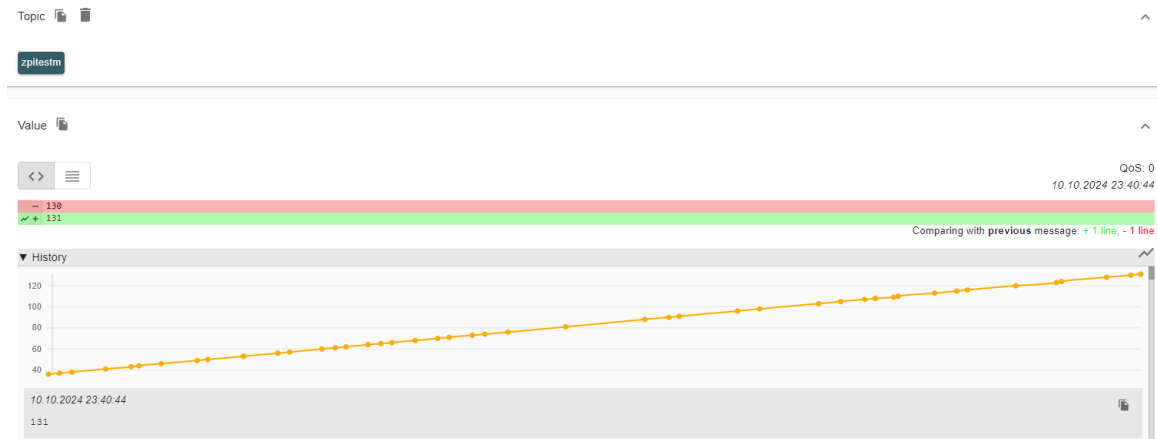 Topic
zpitestm
Value
QoS: 0
10.10.2024 23:40:44
- 130
+ 131
Comparing with previous message: + 1 line, - 1 line
▼ History
120
100
80
60
40
10.10.2024 23:40:44
131